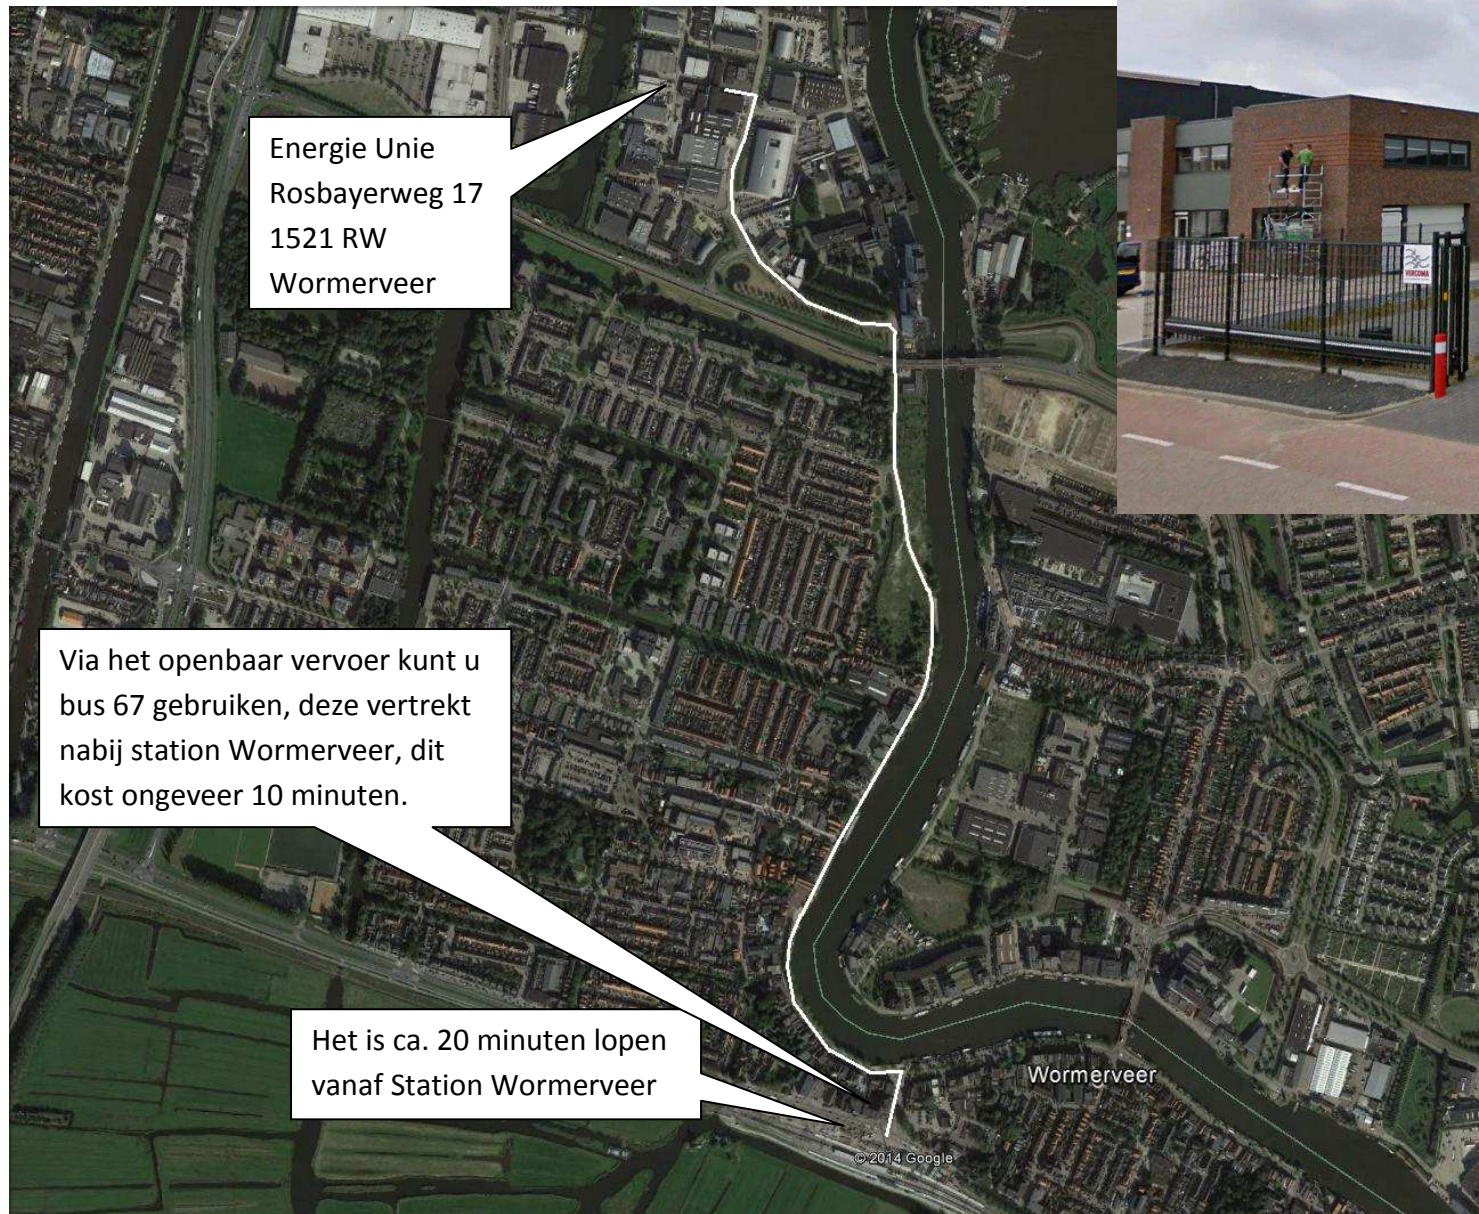 Energie Unie
Rosbayerweg 17
1521 RW
Wormerveer
VERCOMA
Via het openbaar vervoer kunt u
bus 67 gebruiken, deze vertrekt
nabij station Wormerveer, dit
kost ongeveer 10 minuten.
Het is ca. 20 minuten lopen
vanaf Station Wormerveer
Wormerveer
© 2014 Google